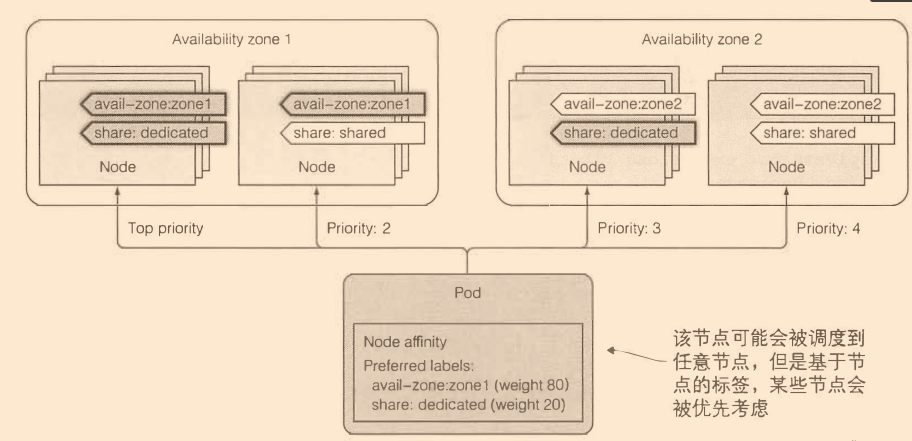 Availability zone 1
avail-zone:zone1
share: dedicated
Node
avail-zone:zone1
share: shared
Node
Availability zone 2
avail-zone:zone2
share: dedicated
Node
avail-zone:zone2
share: shared
Node
Top priority
Priority: 2
Priority: 3
Priority: 4
Pod
Node affinity
Preferred labels:
avail-zone:zone1 (weight 80)
share: dedicated (weight 20)
该节点可能会被调度到
任意节点，但是基于节
点的标签，某些节点会
被优先考虑